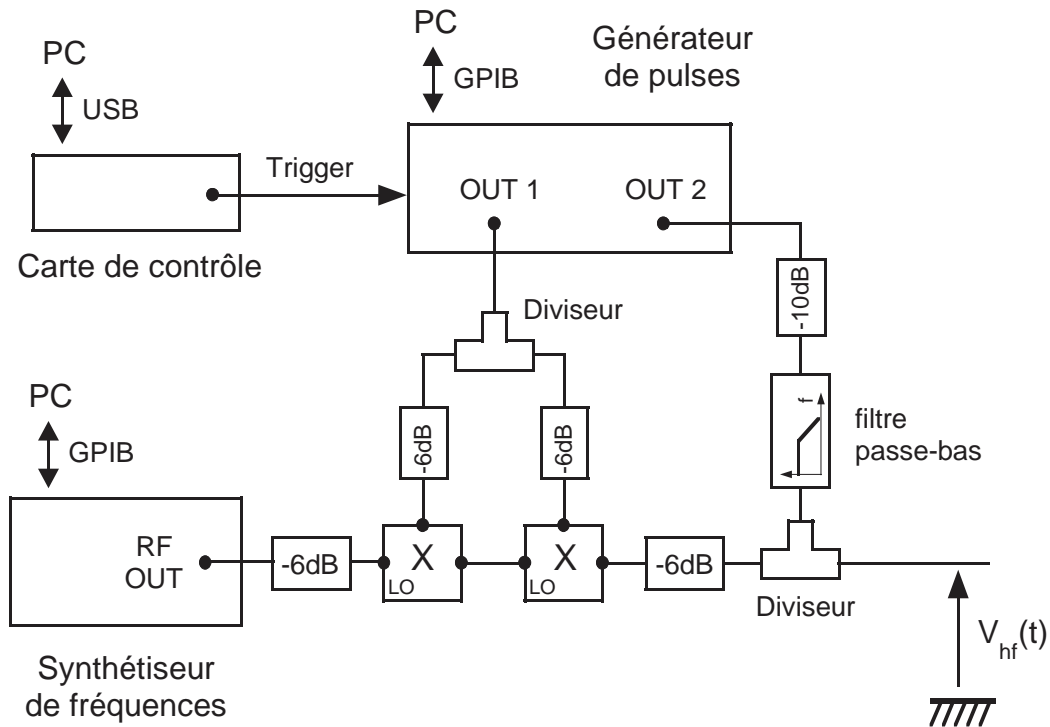 PC
USB
PC
GPIB
Générateur
de pulses
Trigger
OUT 1
OUT 2
Carte de contrôle
Diviseur
-10dB
PC
GPIB
-6dB
-6dB
f
filtre
passe-bas
RF
OUT
-6dB
X
LO
X
LO
-6dB
Diviseur
Vhf(t)
Synthétiseur
de fréquences